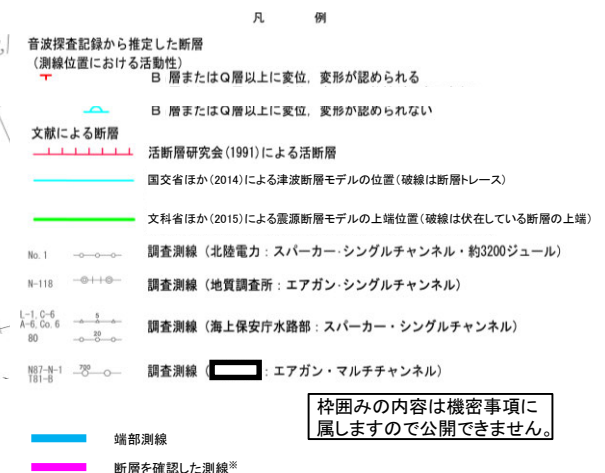 凡 例
音波探査記録から推定した断層
(測線位置における活動性)
B 層またはQ層以上に変位，変形が認められる
B 層またはQ層以上に変位，変形が認められない
文献による断層
活断層研究会(1991)による活断層
国交省ほか(2014)による津波断層モデルの位置(破線は断層トレース)
文科省ほか(2015)による震源断層モデルの上端位置(破線は伏在している断層の上端)
No. 1 調査測線（北陸電力：スパーカー・シングルチャンネル・約3200ジュール）
N-118 調査測線（地質調査所：エアガン・シングルチャンネル）
L-1, C-6
A-6, Co. 6 5 調査測線（海上保安庁水路部：スパーカー・シングルチャンネル）
80 20
N87-N-1 700 調査測線（ ：エアガン・マルチチャンネル）
T81-B
枠囲みの内容は機密事項に
属しますので公開できません。
端部測線
断層を確認した測線※